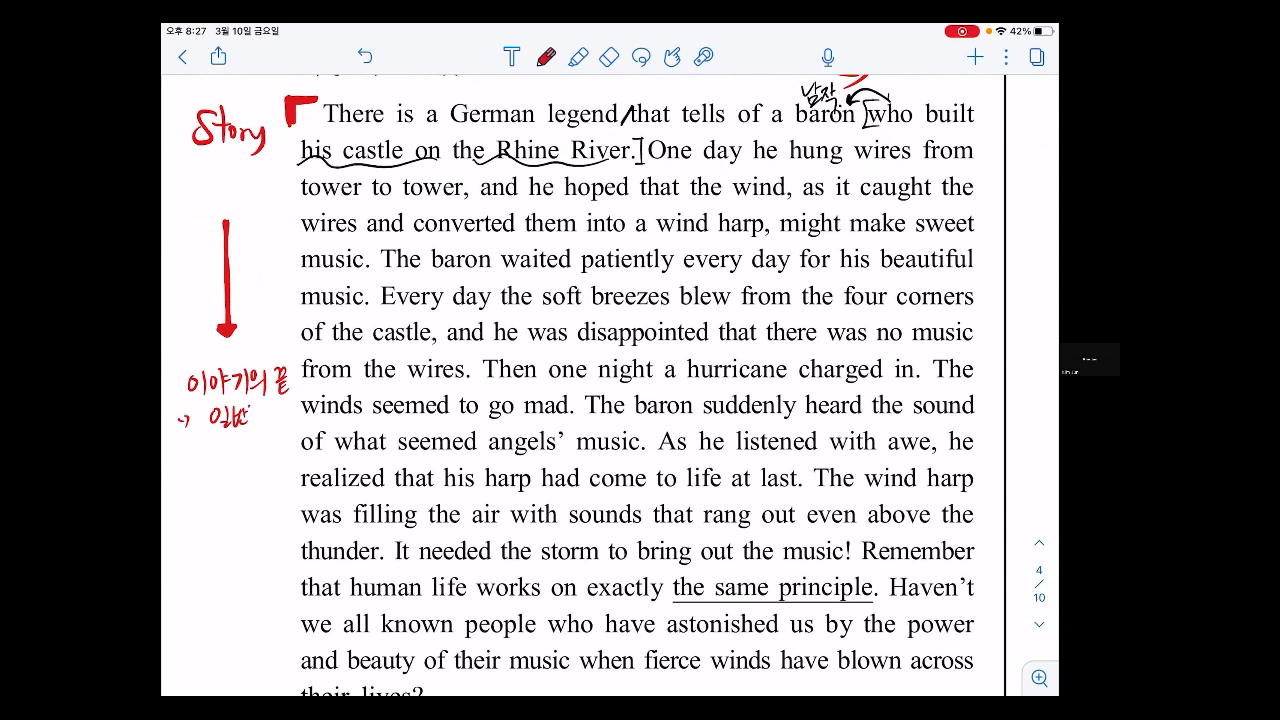 오후 8:27 3월 10일 금요일
42%
T
Story
남작
There is a German legend that tells of a baron [who built
his castle on the Rhine River.] One day he hung wires from
tower to tower, and he hoped that the wind, as it caught the
wires and converted them into a wind harp, might make sweet
music. The baron waited patiently every day for his beautiful
music. Every day the soft breezes blew from the four corners
of the castle, and he was disappointed that there was no music
from the wires. Then one night a hurricane charged in. The
winds seemed to go mad. The baron suddenly heard the sound
of what seemed angels’ music. As he listened with awe, he
realized that his harp had come to life at last. The wind harp
was filling the air with sounds that rang out even above the
thunder. It needed the storm to bring out the music! Remember
that human life works on exactly the same principle. Haven’t
we all known people who have astonished us by the power
and beauty of their music when fierce winds have blown across
their lives?
이야기의 끝
→ 일반
4
/
10